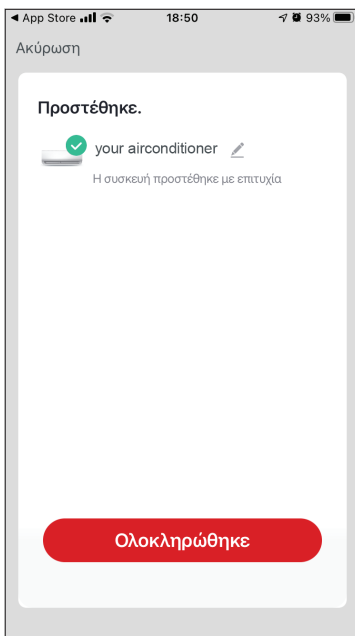 App Store 18:50 93%
Ακύρωση
Προστέθηκε.
your airconditioner
Η συσκευή προστέθηκε με επιτυχία
Ολοκληρώθηκε